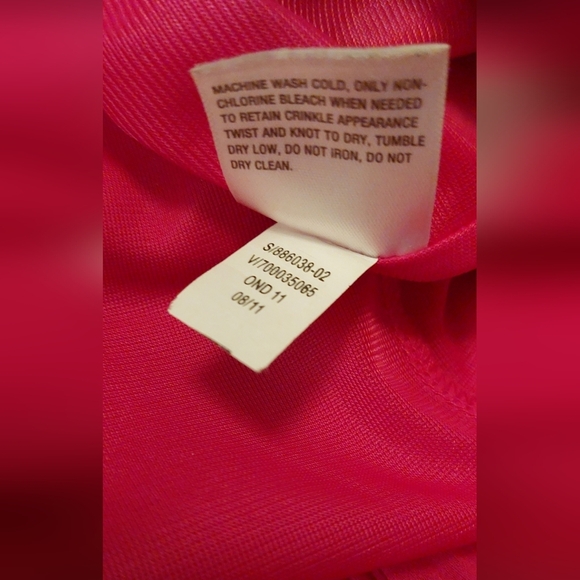 MACHINE WASH COLD, ONLY NON-
CHLORINE BLEACH WHEN NEEDED
TO RETAIN CRINKLE APPEARANCE
TWIST AND KNOT TO DRY, TUMBLE
DRY LOW, DO NOT IRON, DO NOT
DRY CLEAN.
S/886038-02
V/700035065
OND 11
08/11